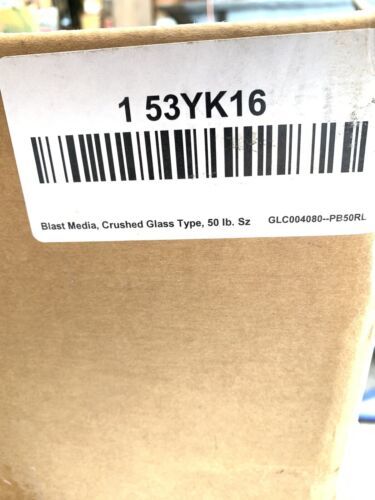 1 53YK16
Blast Media, Crushed Glass Type, 50 lb. Sz GLC004080--PB50RL